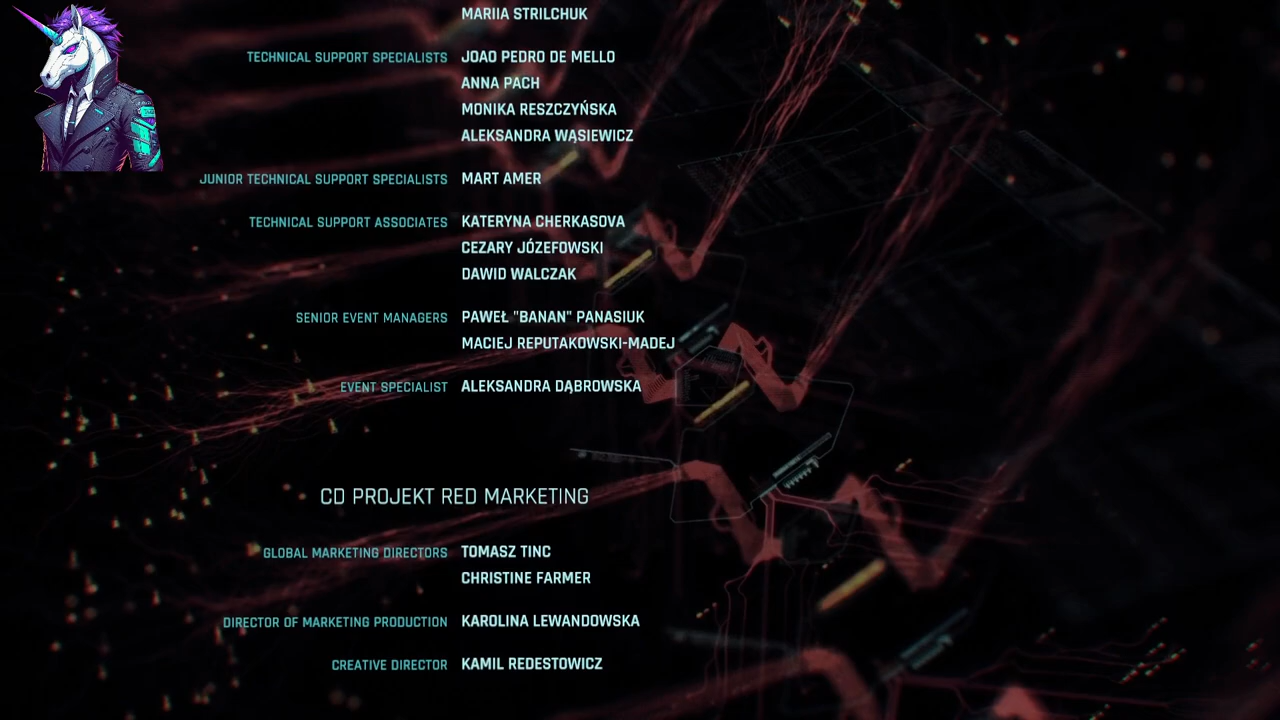 MARIIA STRILCHUK
TECHNICAL SUPPORT SPECIALISTS JOAO PEDRO DE MELLO
ANNA PACH
MONIKA RESZCZYŃSKA
ALEKSANDRA WĄSIEWICZ
JUNIOR TECHNICAL SUPPORT SPECIALISTS MART AMER
TECHNICAL SUPPORT ASSOCIATES KATERYNA CHERKASOVA
CEZARY JÓZEFOWSKI
DAWID WALCZAK
SENIOR EVENT MANAGERS PAWEŁ "BANAN" PANASIUK
MACIEJ REPUTAKOWSKI-MADEJ
EVENT SPECIALIST ALEKSANDRA DĄBROWSKA
CD PROJEKT RED MARKETING
GLOBAL MARKETING DIRECTORS TOMASZ TINC
CHRISTINE FARMER
DIRECTOR OF MARKETING PRODUCTION KAROLINA LEWANDOWSKA
CREATIVE DIRECTOR KAMIL REDESTOWICZ